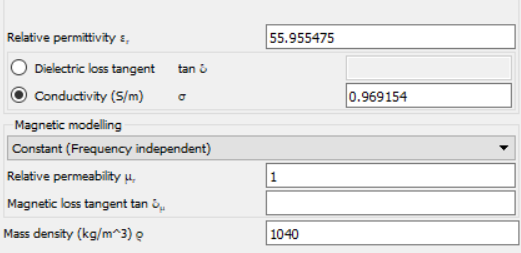 Relative permittivity εᵣ 55.955475
Dielectric loss tangent tan δ
Conductivity (S/m) σ 0.969154
Magnetic modelling
Constant (Frequency independent)
Relative permeability μᵣ 1
Magnetic loss tangent tan δμ
Mass density (kg/m^3) ρ 1040